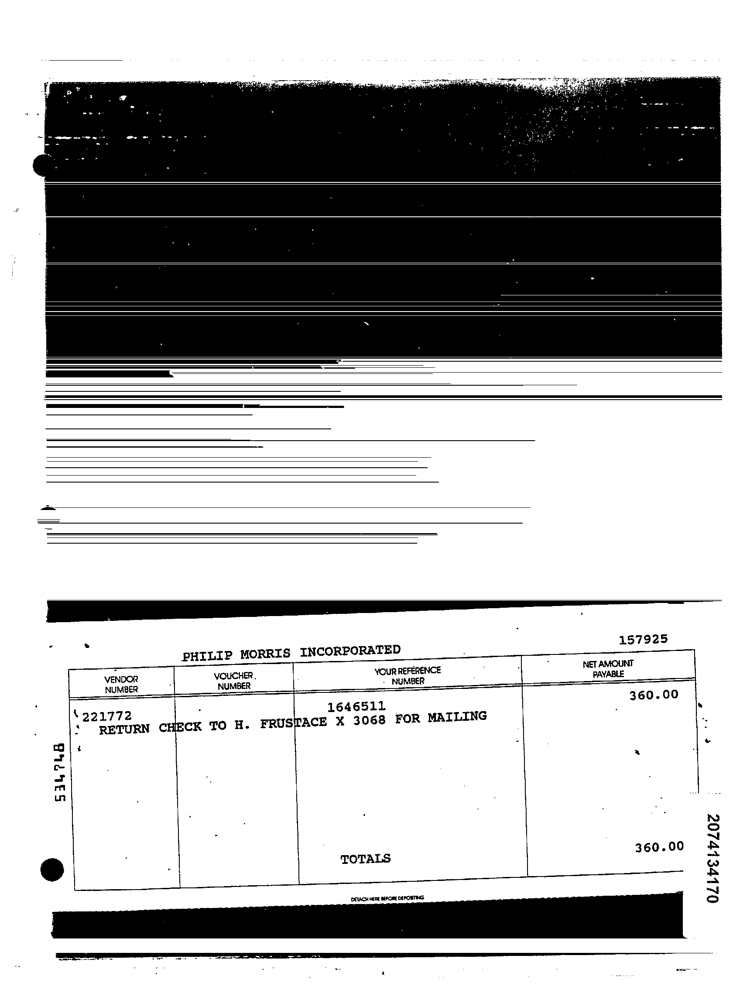 157925
PHILIP MORRIS INCORPORATED
VENDOR NUMBER VOUCHER NUMBER YOUR REFERENCE NUMBER NET AMOUNT PAYABLE
221772 1646511 360.00
RETURN CHECK TO H. FRUSTACE X 3068 FOR MAILING
534748
TOTALS 360.00
DETACH HERE BEFORE DEPOSITING
2074134170